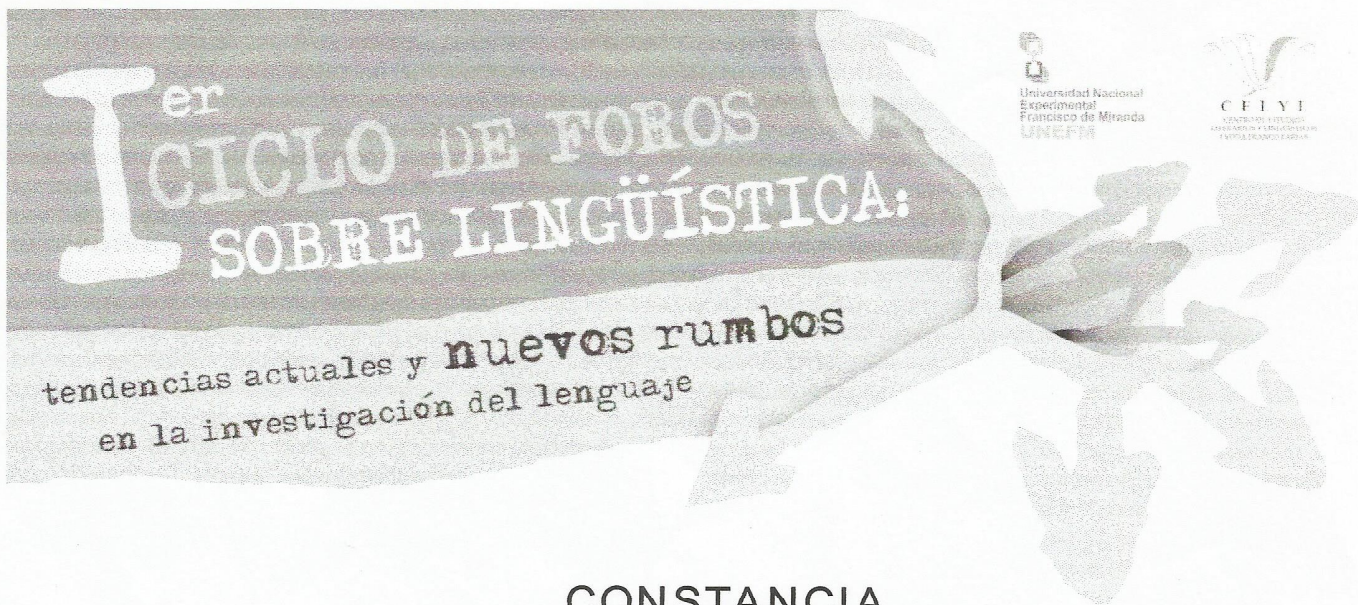 Ier
CICLO DE FOROS
SOBRE LINGÜÍSTICA:
tendencias actuales y nuevos rumbos
en la investigación del lenguaje
Universidad Nacional
Experimental
Francisco de Miranda
UNEFM
CELYL
CONSTANCIA